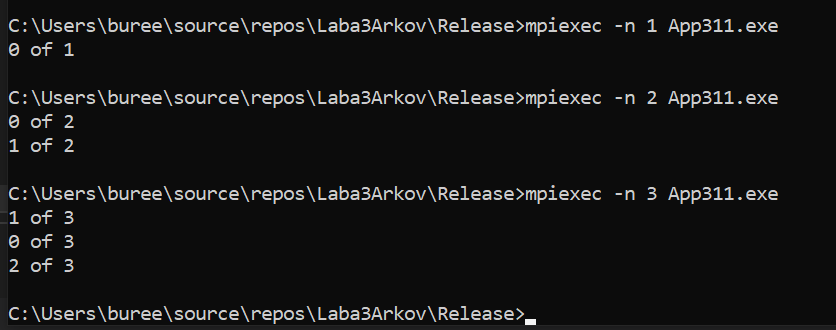 C:\Users\buree\source\repos\Laba3Arkov\Release>mpiexec -n 1 App311.exe
0 of 1
C:\Users\buree\source\repos\Laba3Arkov\Release>mpiexec -n 2 App311.exe
0 of 2
1 of 2
C:\Users\buree\source\repos\Laba3Arkov\Release>mpiexec -n 3 App311.exe
1 of 3
0 of 3
2 of 3
C:\Users\buree\source\repos\Laba3Arkov\Release>